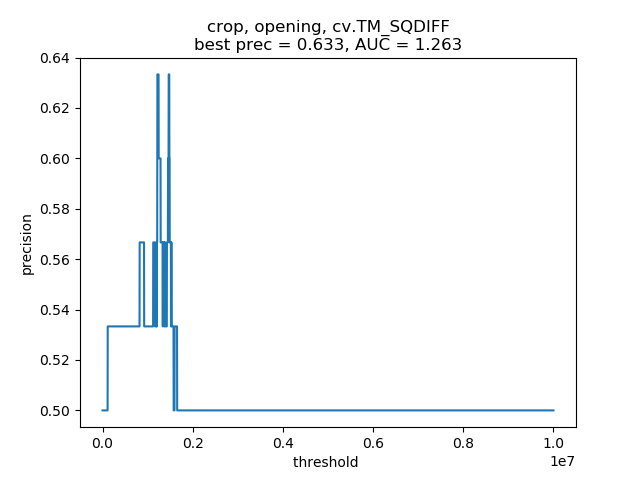 crop, opening, cv.TM_SQDIFF
best prec = 0.633, AUC = 1.263
0.64
0.62
0.60
0.58
0.56
0.54
0.52
0.50
precision
0.0 0.2 0.4 0.6 0.8 1.0
1e7
threshold